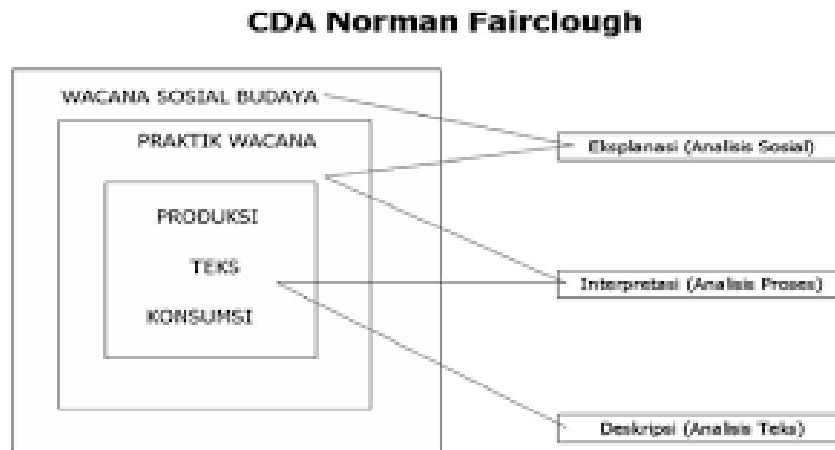 CDA Norman Fairclough
WACANA SOSIAL BUDAYA
PRAKTIK WACANA
PRODUKSI
TEKS
KONSUMSI
Eksplanasi (Analisis Sosial)
Interpretasi (Analisis Proses)
Deskripsi (Analisis Teks)